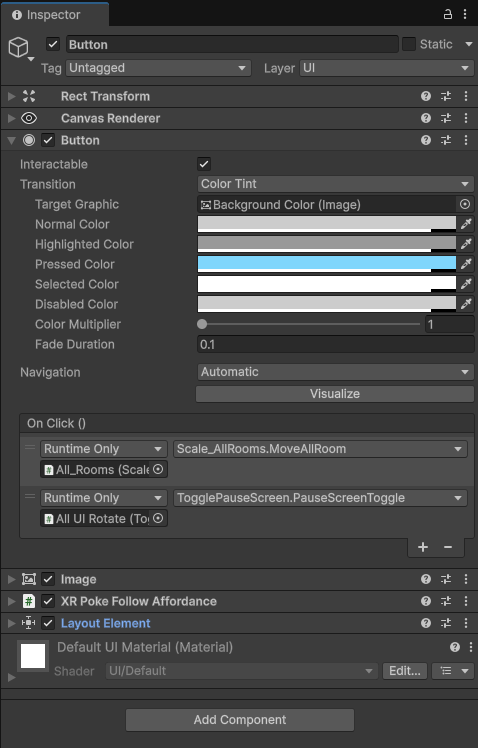 Inspector
Button
Static
Tag Untagged Layer UI
Rect Transform
Canvas Renderer
Button
Interactable
Transition Color Tint
Target Graphic Background Color (Image)
Normal Color
Highlighted Color
Pressed Color
Selected Color
Disabled Color
Color Multiplier 1
Fade Duration 0.1
Navigation Automatic
Visualize
On Click ()
Runtime Only Scale_AllRooms.MoveAllRoom
# All_Rooms (Scale
Runtime Only TogglePauseScreen.PauseScreenToggle
# All UI Rotate (To
Image
# XR Poke Follow Affordance
Layout Element
Default UI Material (Material)
Shader UI/Default Edit...
Add Component